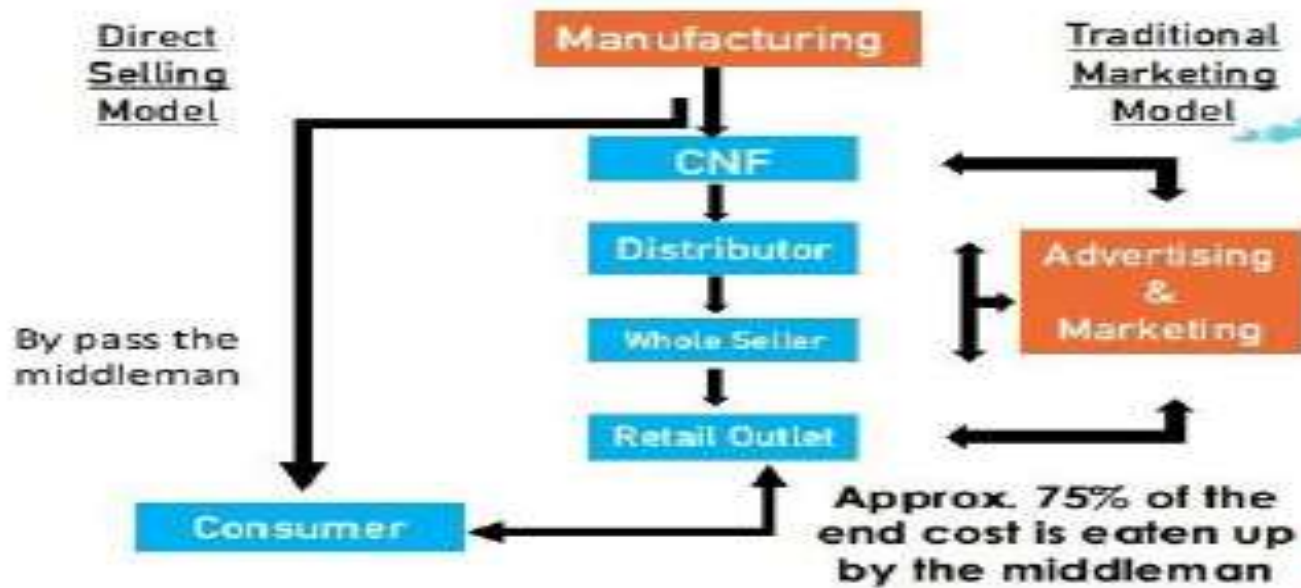 Direct
Selling
Model
Manufacturing
Traditional
Marketing
Model
CNF
Distributor
Advertising
&
Marketing
Whole Seller
By pass the
middleman
Retail Outlet
Consumer
Approx. 75% of the
end cost is eaten up
by the middleman